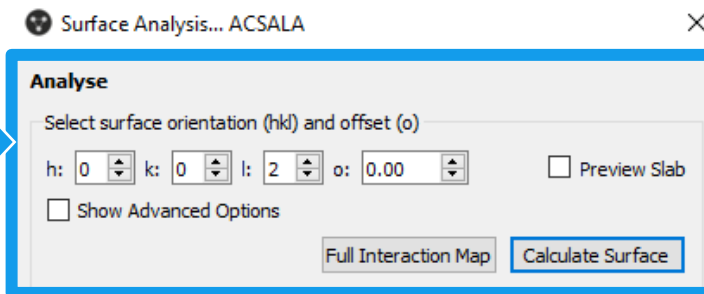 Surface Analysis... ACSALA
Analyse
Select surface orientation (hkl) and offset (o)
h: 0 k: 0 l: 2 o: 0.00 Preview Slab
Show Advanced Options
Full Interaction Map Calculate Surface